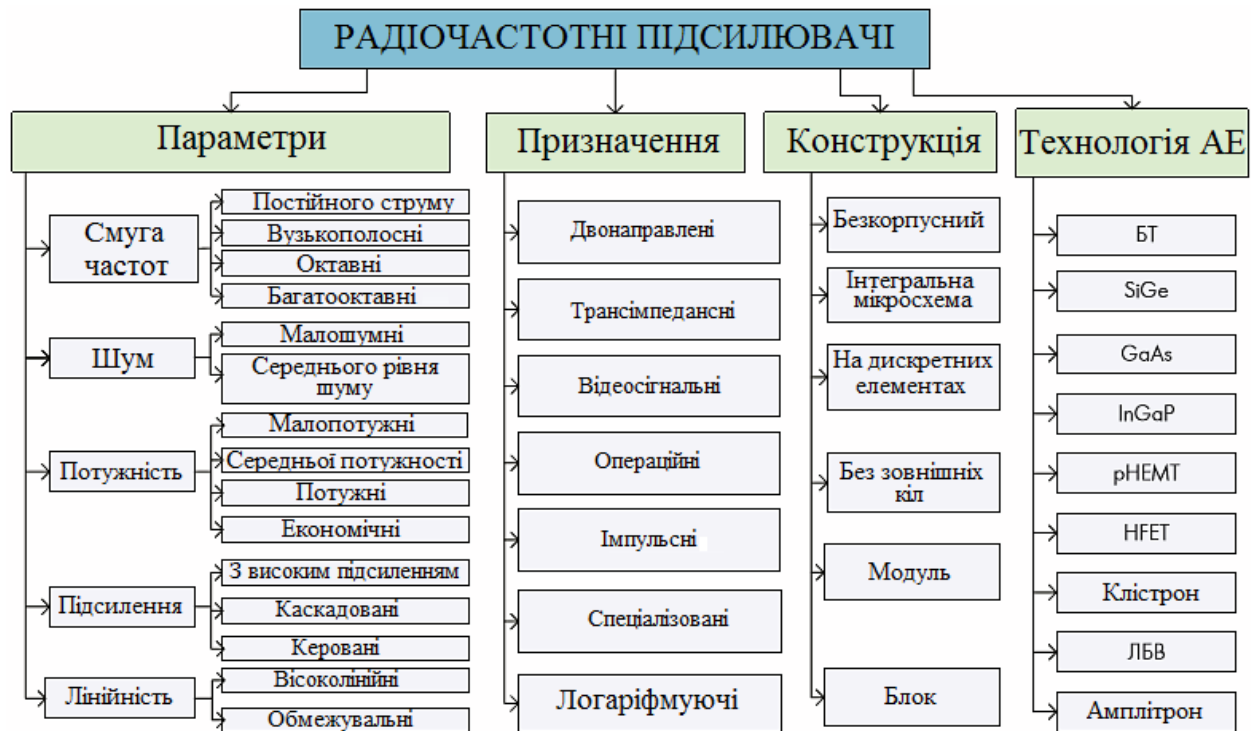 РАДІОЧАСТОТНІ ПІДСИЛЮВАЧІ
Параметри
Смуга
частот
Постійного струму
Вузькополосні
Октавні
Багатооктавні
Шум
Малошумні
Середнього рівня
шуму
Потужність
Малопотужні
Середньої потужності
Потужні
Економічні
Підсилення
З високим підсиленням
Каскадовані
Керовані
Лінійність
Вісоколінійні
Обмежувальні
Призначення
Двонаправлені
Трансімпедансні
Відеосігнальні
Операційні
Імпульсні
Спеціалізовані
Логаріфмуючі
Конструкція
Безкорпусний
Інтегральна
мікросхема
На дискретних
елементах
Без зовнішніх
кіл
Модуль
Блок
Технологія АЕ
БТ
SiGe
GaAs
InGaP
pHEMT
HFET
Клістрон
ЛБВ
Амплітрон